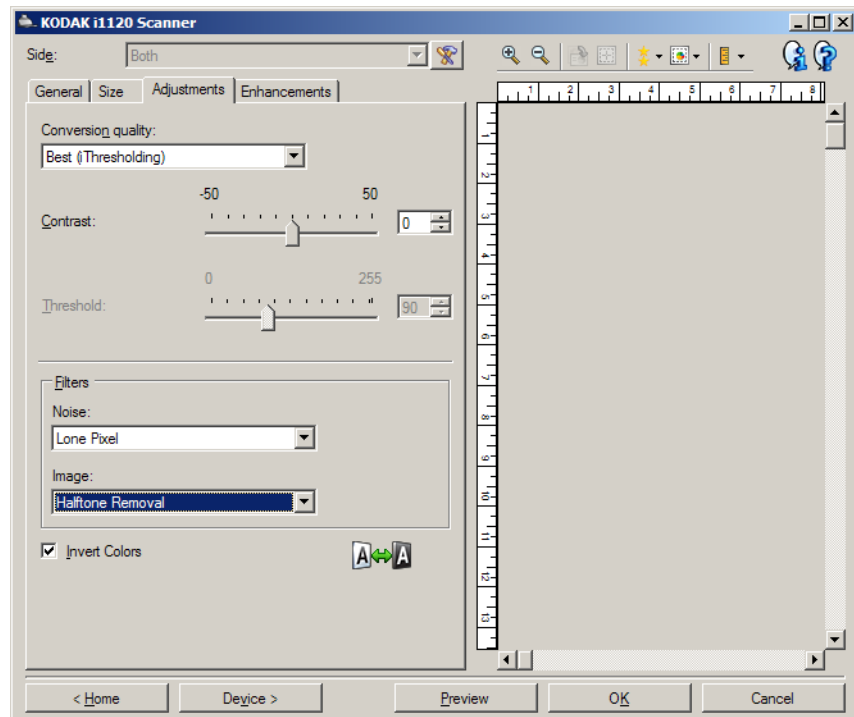 KODAK i1120 Scanner
Side: Both
General Size Adjustments Enhancements
Conversion quality:
Best (iThresholding)
-50 50
Contrast: 0
0 255
Threshold: 90
Filters
Noise:
Lone Pixel
Image:
Halftone Removal
Invert Colors A A
1 2 3 4 5 6 7 8
1
2
3
4
5
6
7
8
9
10
11
12
13
< Home Device > Preview OK Cancel